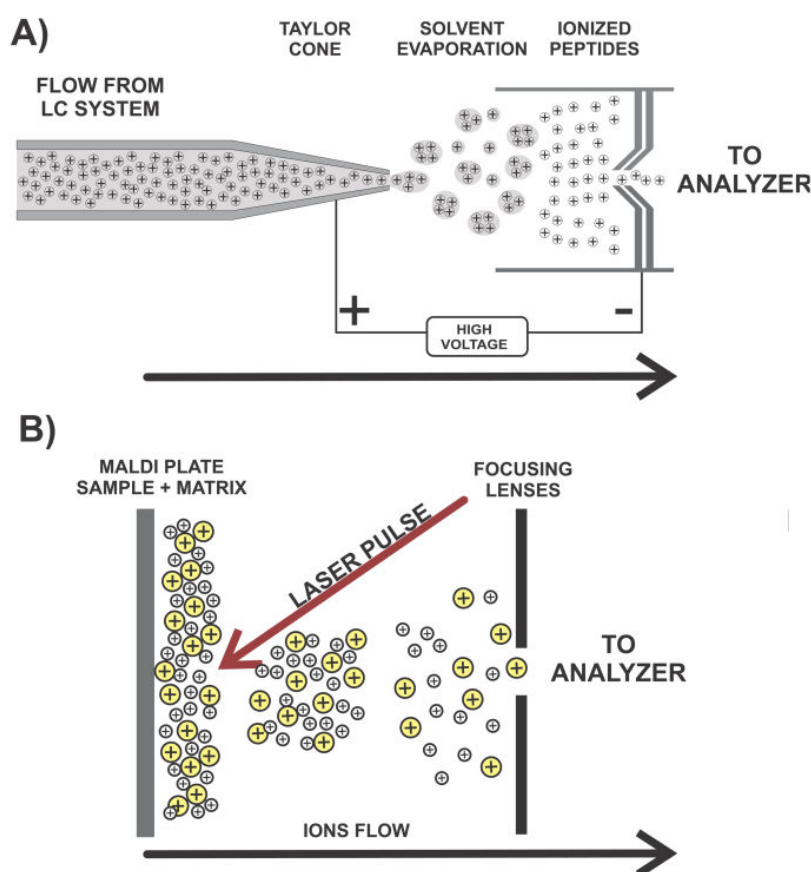 A)
TAYLOR
CONE
SOLVENT
EVAPORATION
IONIZED
PEPTIDES
FLOW FROM
LC SYSTEM
TO
ANALYZER
+
-
HIGH
VOLTAGE
B)
MALDI PLATE
SAMPLE + MATRIX
FOCUSING
LENSES
LASER PULSE
TO
ANALYZER
IONS FLOW